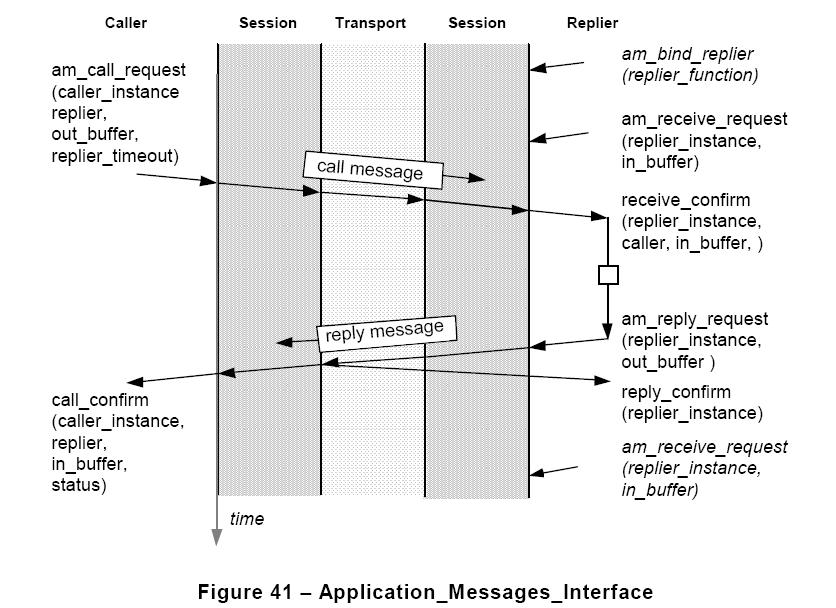 Caller Session Transport Session Replier
am_call_request
(caller_instance
replier,
out_buffer,
replier_timeout)
am_bind_replier
(replier_function)
am_receive_request
(replier_instance,
in_buffer)
call message
receive_confirm
(replier_instance,
caller, in_buffer, )
reply message
am_reply_request
(replier_instance,
out_buffer )
call_confirm
(caller_instance,
replier,
in_buffer,
status)
reply_confirm
(replier_instance)
am_receive_request
(replier_instance,
in_buffer)
time
Figure 41 – Application_Messages_Interface